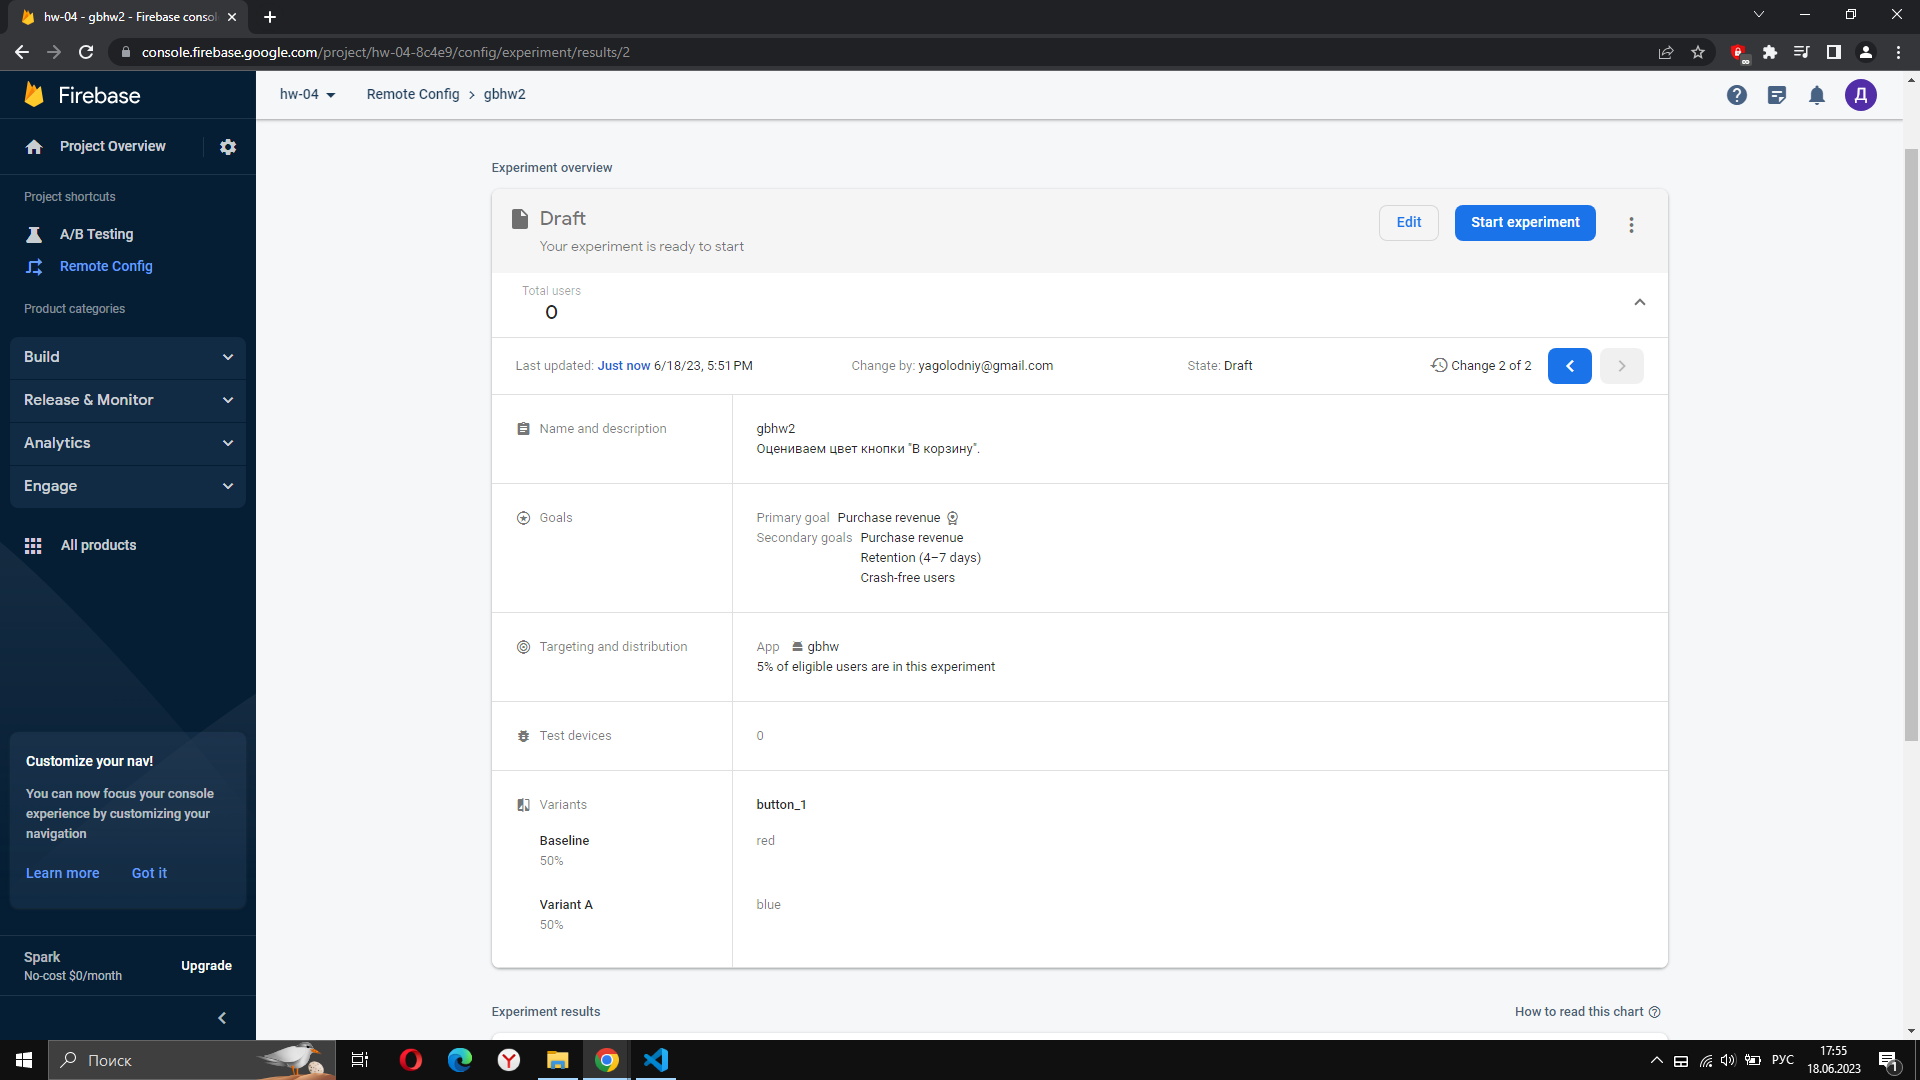 hw-04 - gbhw2 - Firebase consol
console.firebase.google.com/project/hw-04-8c4e9/config/experiment/results/2
Firebase
hw-04
Remote Config > gbhw2
Д
Project Overview
Project shortcuts
A/B Testing
Remote Config
Product categories
Build
Release & Monitor
Analytics
Engage
All products
Customize your nav!
You can now focus your console
experience by customizing your
navigation
Learn more Got it
Spark
No-cost $0/month
Upgrade
Experiment overview
Draft
Your experiment is ready to start
Edit
Start experiment
Total users
0
Last updated: Just now 6/18/23, 5:51 PM
Change by: yagolodniy@gmail.com
State: Draft
Change 2 of 2
Name and description
gbhw2
Оцениваем цвет кнопки "В корзину".
Goals
Primary goal Purchase revenue
Secondary goals Purchase revenue
Retention (4–7 days)
Crash-free users
Targeting and distribution
App gbhw
5% of eligible users are in this experiment
Test devices
0
Variants
button_1
Baseline
50%
red
Variant A
50%
blue
Experiment results
How to read this chart
Поиск
РУС
17:55
18.06.2023
1